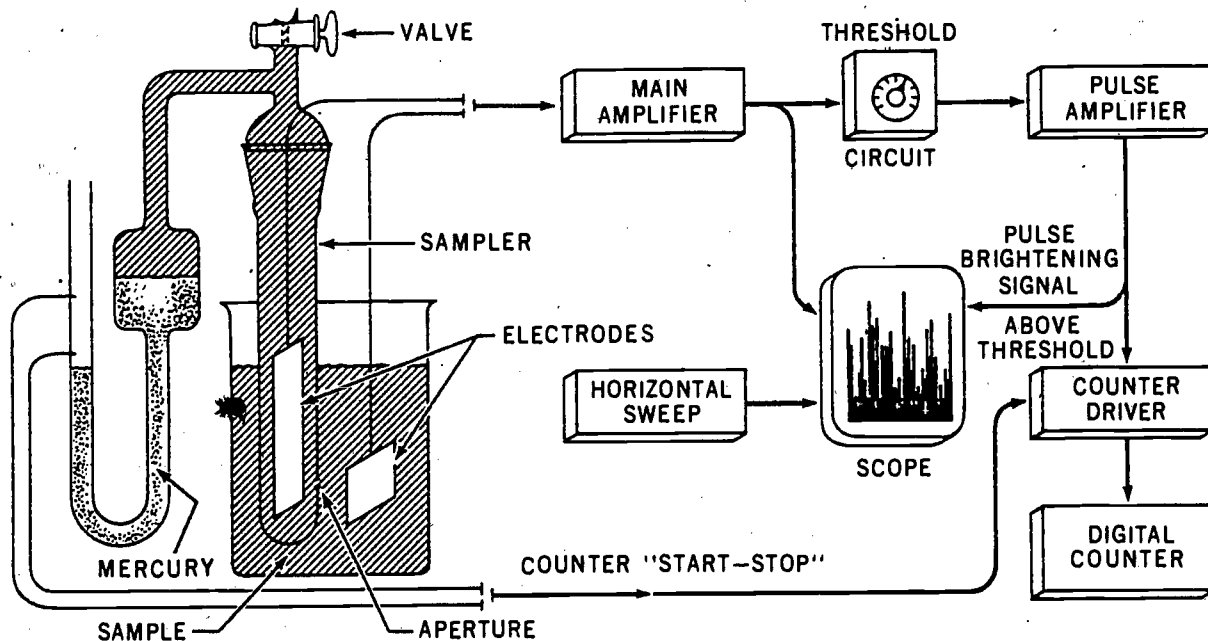 VALVE
THRESHOLD
MAIN
AMPLIFIER
PULSE
AMPLIFIER
CIRCUIT
SAMPLER
PULSE
BRIGHTENING
SIGNAL
ELECTRODES
ABOVE
THRESHOLD
HORIZONTAL
SWEEP
COUNTER
DRIVER
SCOPE
DIGITAL
COUNTER
MERCURY
COUNTER "START-STOP"
SAMPLE
APERTURE